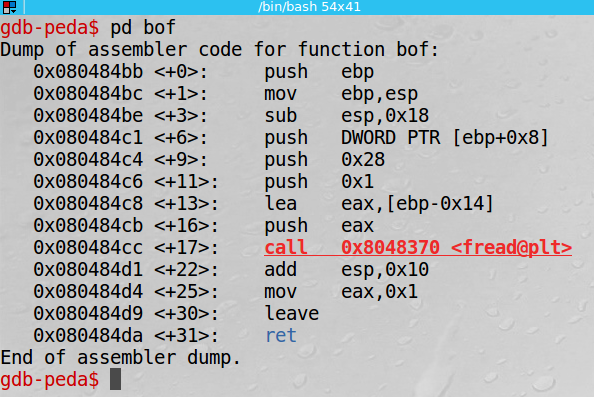 /bin/bash 54x41
gdb-peda$ pd bof
Dump of assembler code for function bof:
   0x080484bb <+0>:     push   ebp
   0x080484bc <+1>:     mov    ebp,esp
   0x080484be <+3>:     sub    esp,0x18
   0x080484c1 <+6>:     push   DWORD PTR [ebp+0x8]
   0x080484c4 <+9>:     push   0x28
   0x080484c6 <+11>:    push   0x1
   0x080484c8 <+13>:    lea    eax,[ebp-0x14]
   0x080484cb <+16>:    push   eax
   0x080484cc <+17>:    call   0x8048370 <fread@plt>
   0x080484d1 <+22>:    add    esp,0x10
   0x080484d4 <+25>:    mov    eax,0x1
   0x080484d9 <+30>:    leave
   0x080484da <+31>:    ret
End of assembler dump.
gdb-peda$